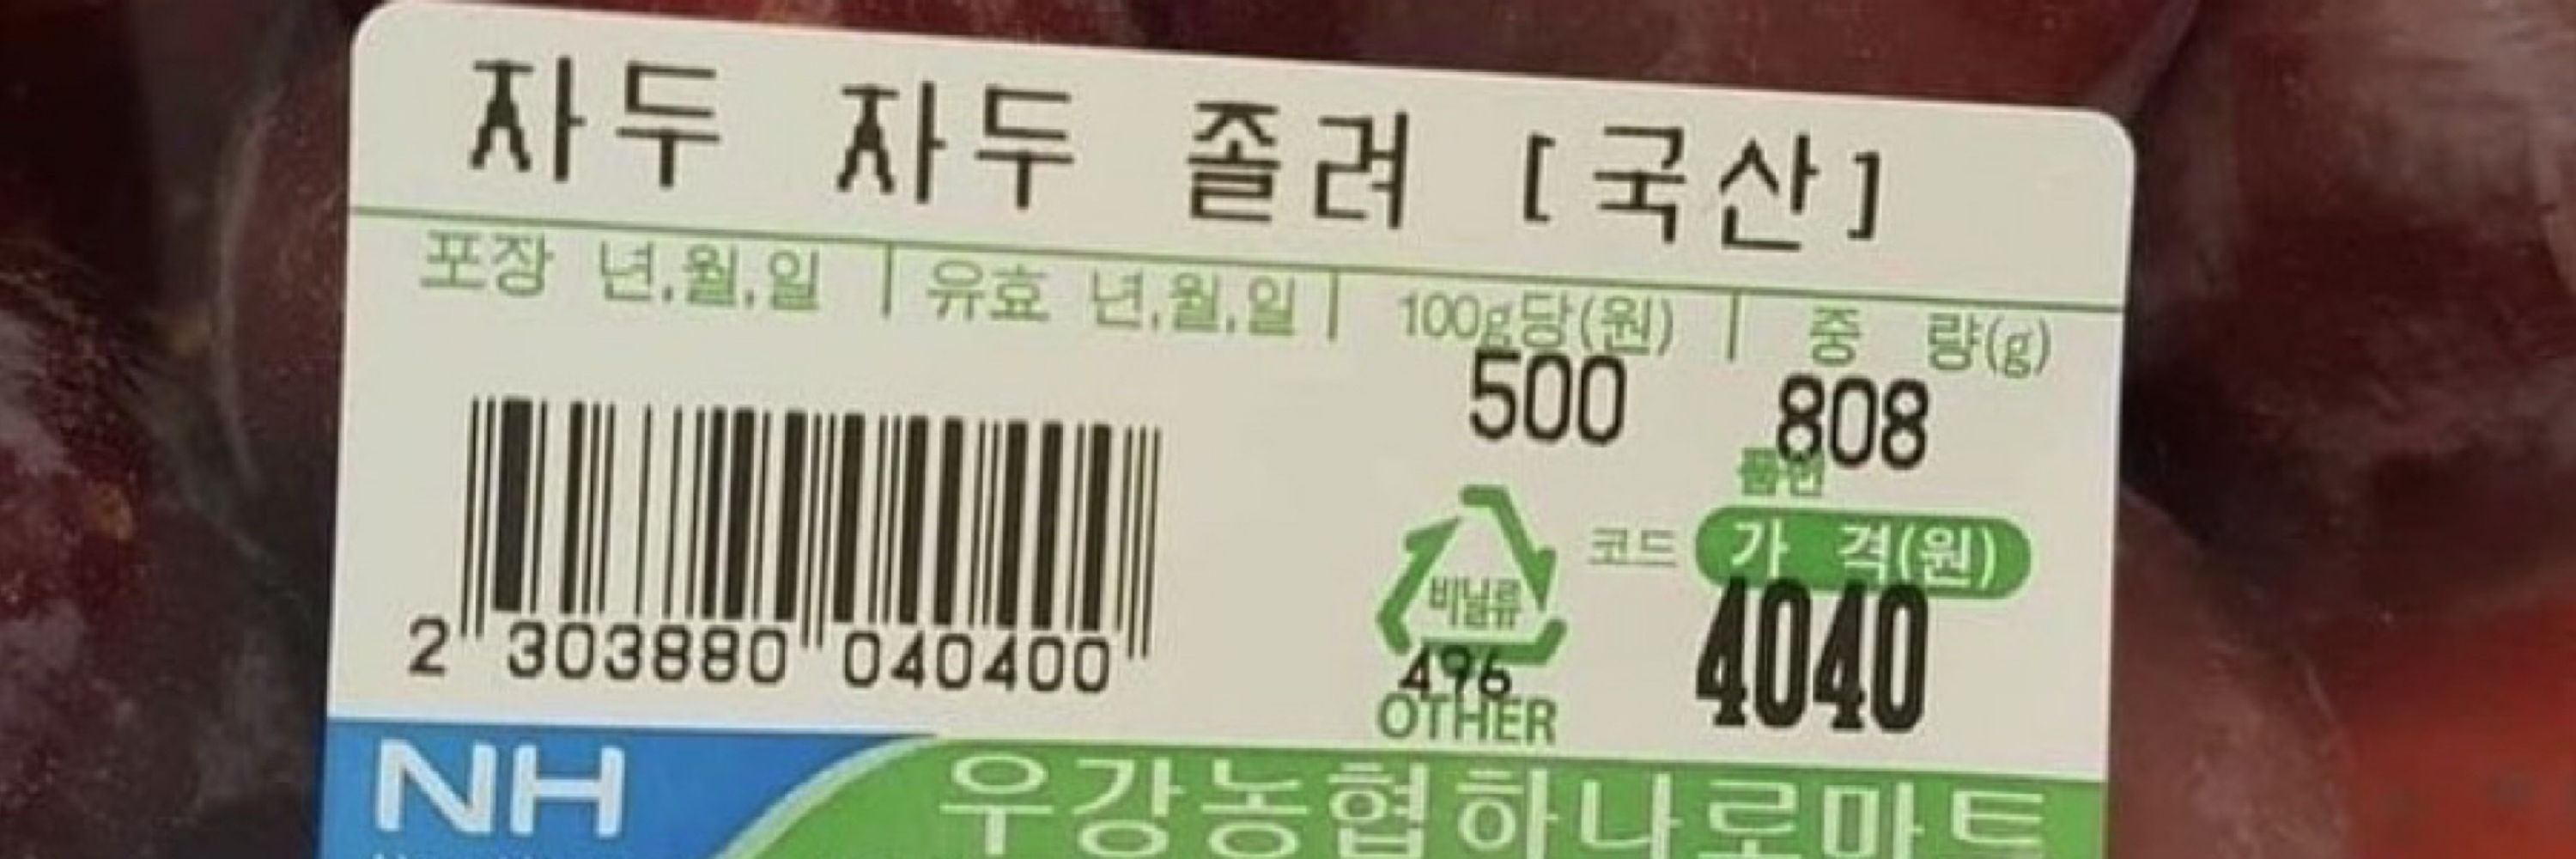 자두 자두 졸려 [국산]
포장 년,월,일 유효 년,월,일 100g당(원) 중 량(g)
500 808
품번
코드 가 격(원)
비닐류
4040
2 303880 040400
496
OTHER
NH 우강농협하나로마트